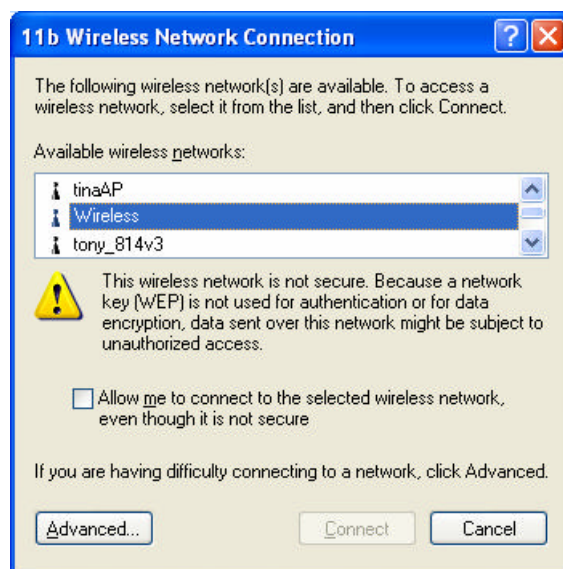 11b Wireless Network Connection
The following wireless network(s) are available. To access a
wireless network, select it from the list, and then click Connect.
Available wireless networks:
tinaAP
Wireless
tony_814v3
This wireless network is not secure. Because a network
key (WEP) is not used for authentication or for data
encryption, data sent over this network might be subject to
unauthorized access.
Allow me to connect to the selected wireless network,
even though it is not secure
If you are having difficulty connecting to a network, click Advanced.
Advanced... Connect Cancel